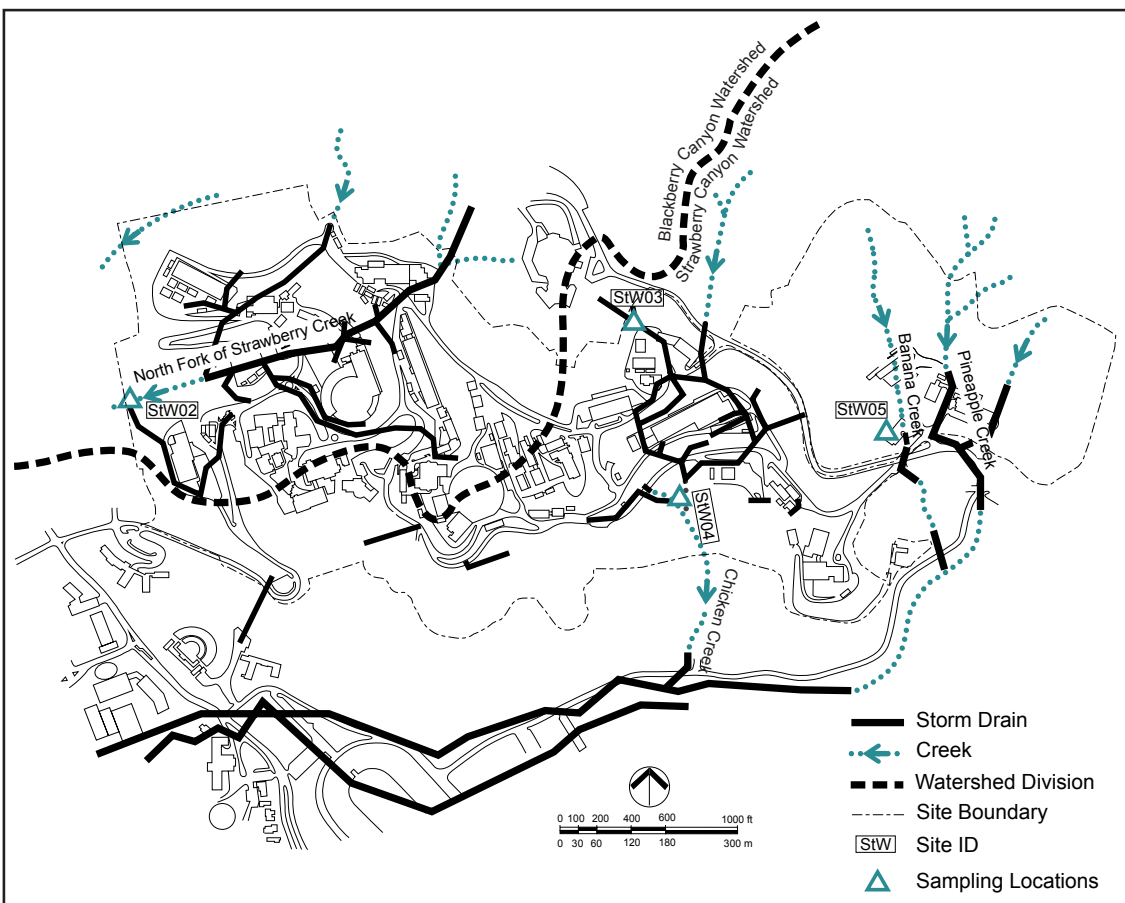 Blackberry Canyon Watershed
Strawberry Canyon Watershed
StW03
North Fork of Strawberry Creek
StW02
Banana Creek
Pineapple Creek
StW05
StW04
Chicken Creek
Storm Drain
Creek
Watershed Division
Site Boundary
StW Site ID
Sampling Locations
0 100 200 400 600 1000 ft
0 30 60 120 180 300 m